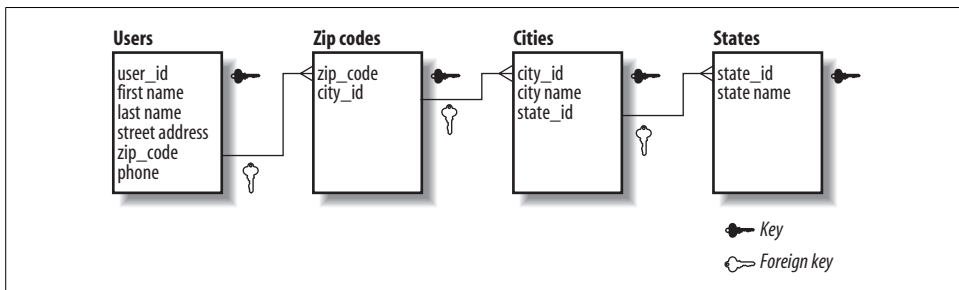 Users
user_id
first name
last name
street address
zip_code
phone
Zip codes
zip_code
city_id
Cities
city_id
city name
state_id
States
state_id
state name
Key
Foreign key